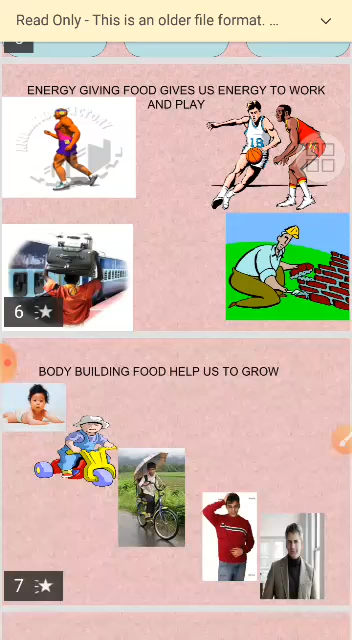 Read Only - This is an older file format. ...
ENERGY GIVING FOOD GIVES US ENERGY TO WORK
AND PLAY
18
6
BODY BUILDING FOOD HELP US TO GROW
7